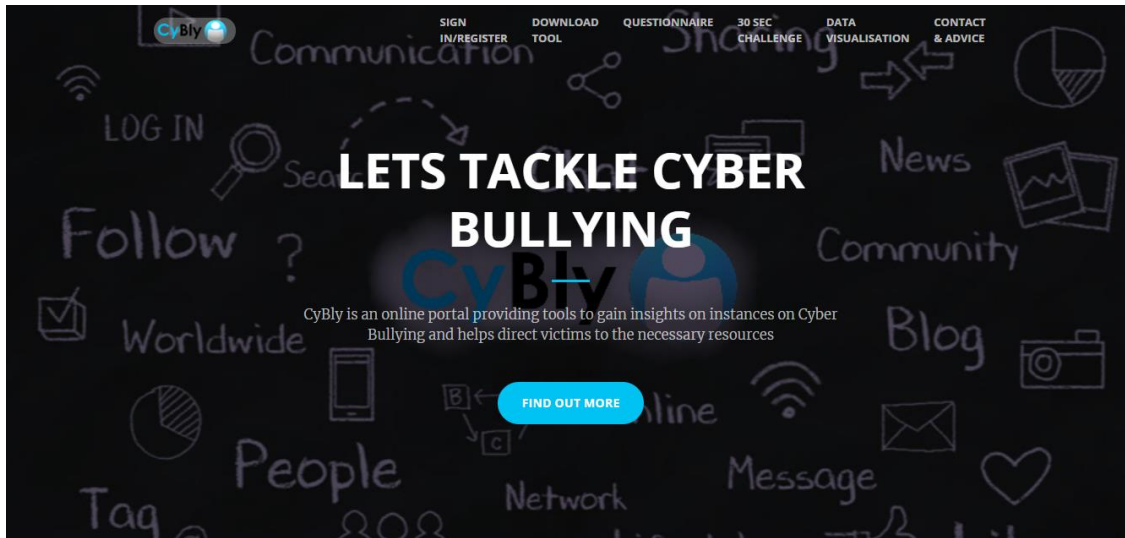 CyBly
SIGN
IN/REGISTER
DOWNLOAD
TOOL
QUESTIONNAIRE
30 SEC
CHALLENGE
DATA
VISUALISATION
CONTACT
& ADVICE
Communication
Sharing
LOG IN
Search
Chat
News
LETS TACKLE CYBER
BULLYING
Follow
?
Community
CyBly
CyBly is an online portal providing tools to gain insights on instances on Cyber
Bullying and helps direct victims to the necessary resources
Worldwide
Blog
B
C
FIND OUT MORE
People
Message
Tag
Network